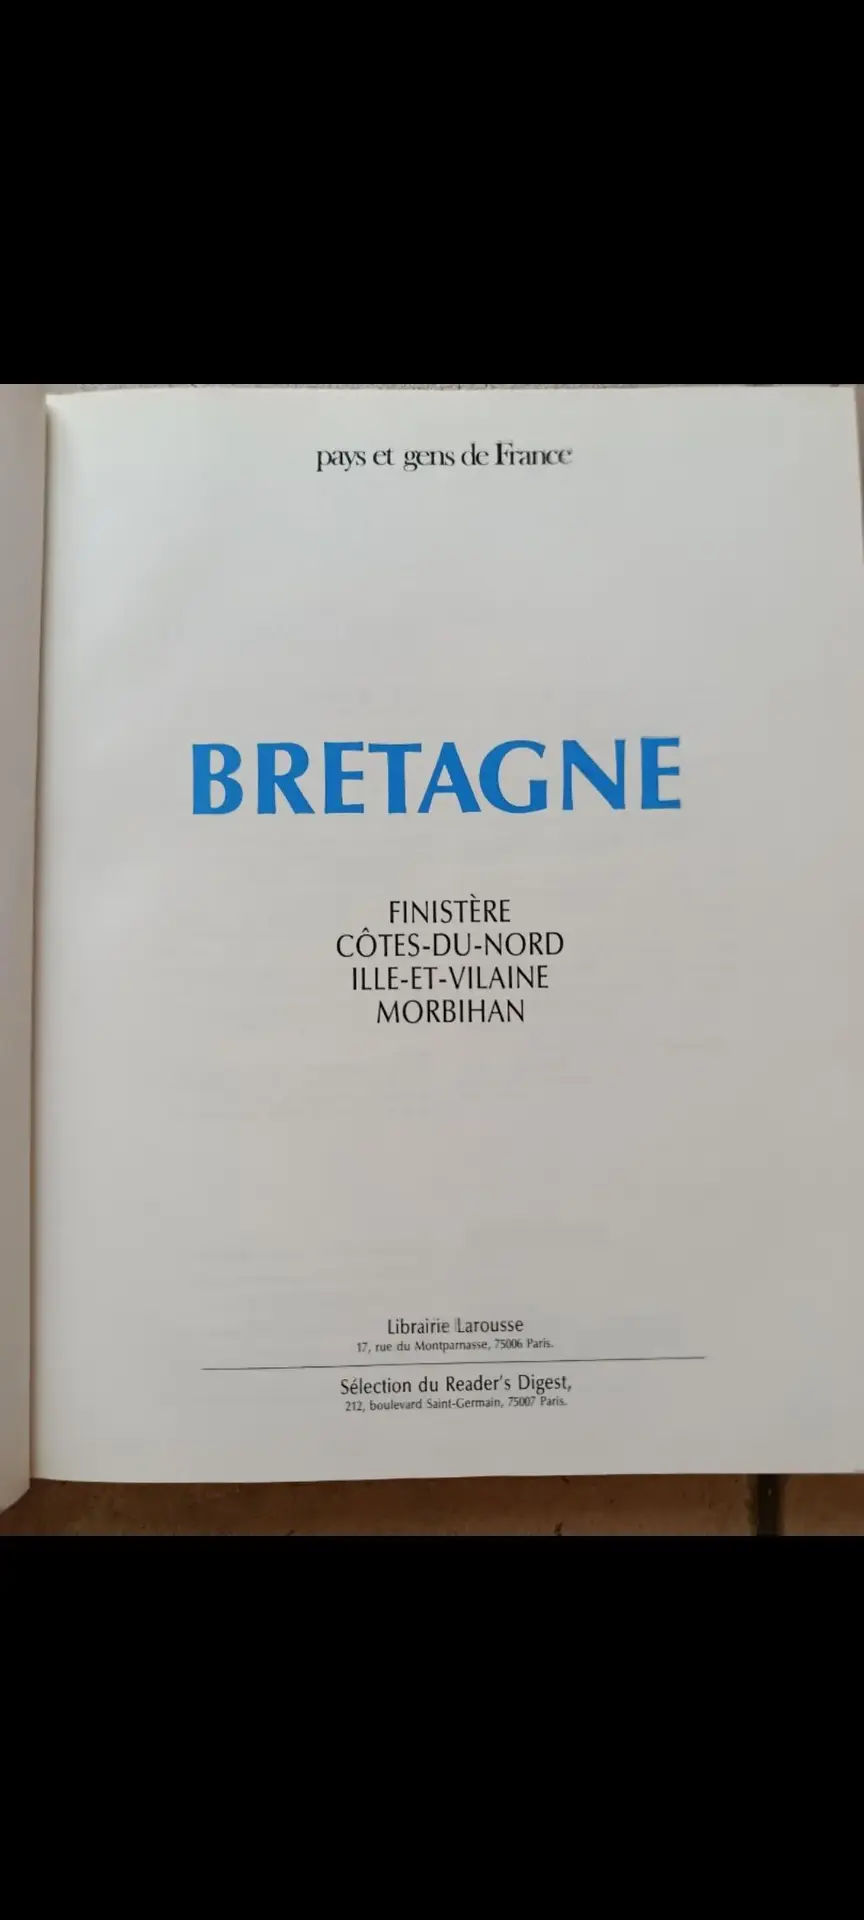 pays et gens de France
BRETAGNE
FINISTÈRE
CÔTES-DU-NORD
ILLE-ET-VILAINE
MORBIHAN
Librairie Larousse
17, rue du Montparnasse, 75006 Paris.
Sélection du Reader's Digest,
212, boulevard Saint-Germain, 75007 Paris.